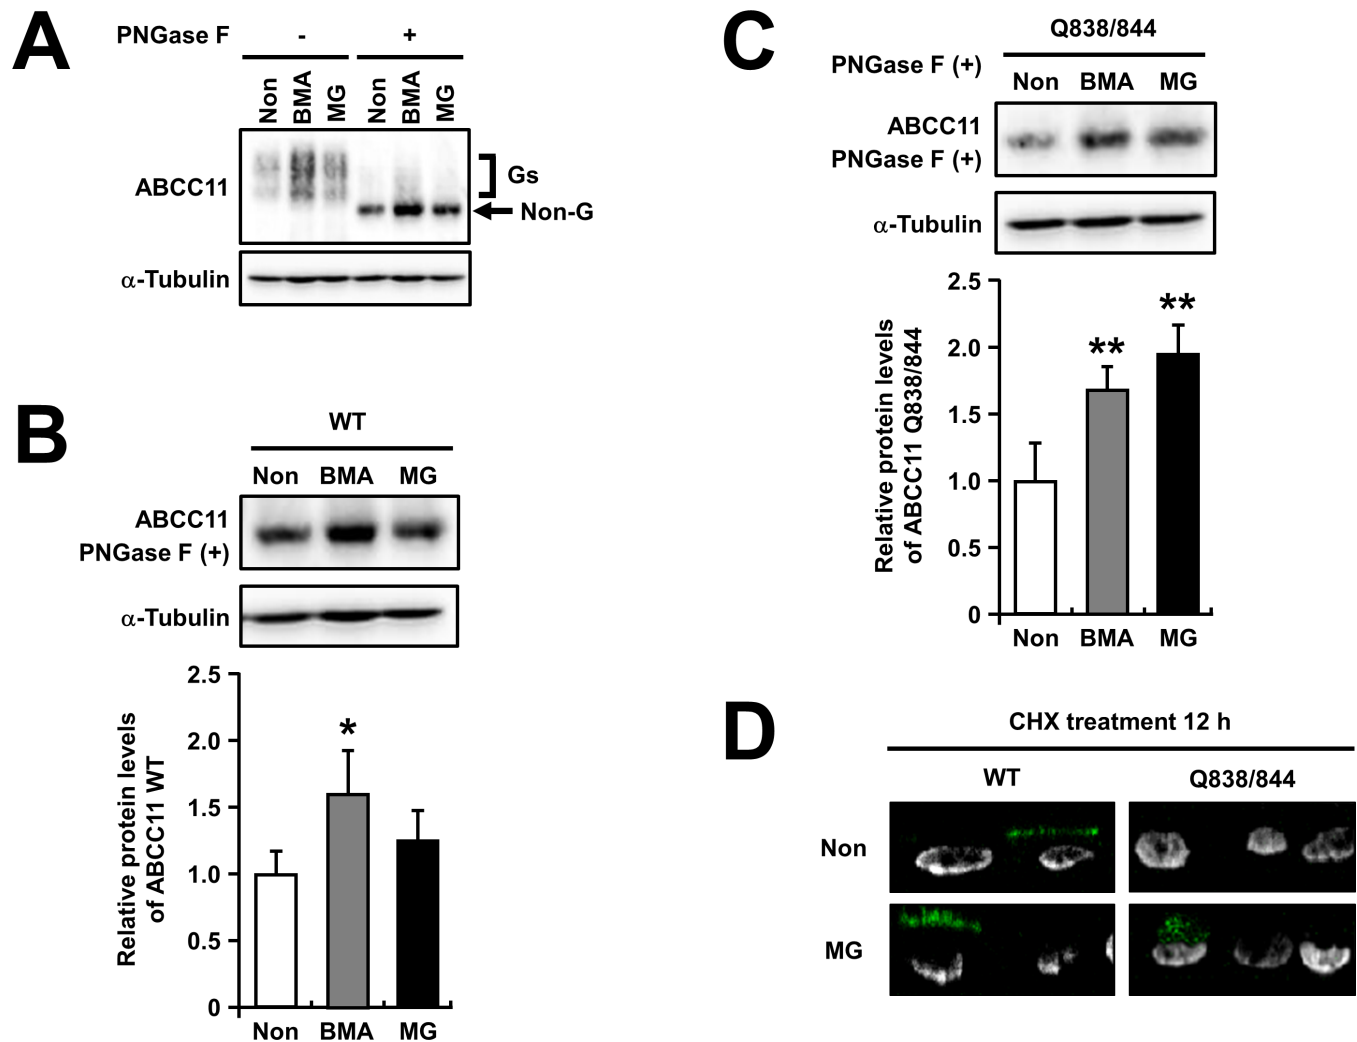 A
PNGase F - +
Non BMA MG Non BMA MG
ABCC11
Gs
Non-G
α-Tubulin
B
WT
Non BMA MG
ABCC11
PNGase F (+)
α-Tubulin
Relative protein levels
of ABCC11 WT
2.5
2.0
1.5
1.0
0.5
0
*
Non BMA MG
C
Q838/844
PNGase F (+)
Non BMA MG
ABCC11
PNGase F (+)
α-Tubulin
Relative protein levels
of ABCC11 Q838/844
2.5
2.0
1.5
1.0
0.5
0
**
**
Non BMA MG
D
CHX treatment 12 h
WT Q838/844
Non
MG